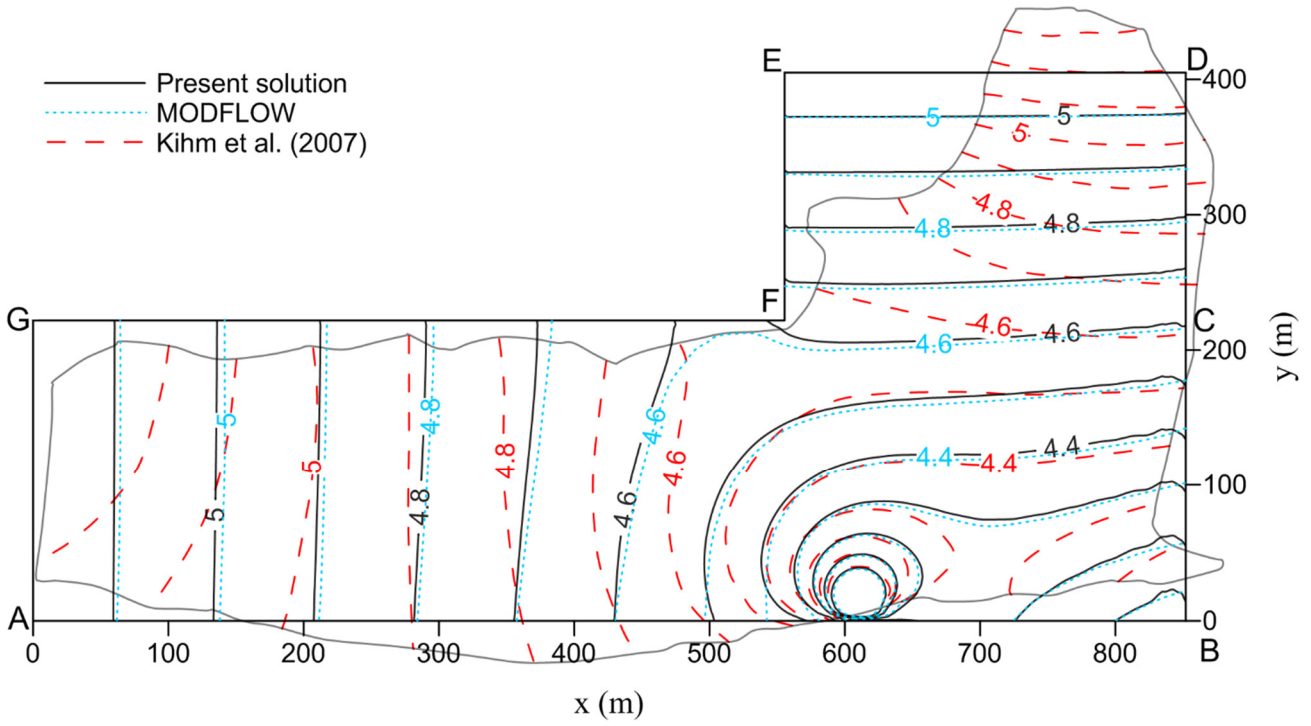 E D
Present solution
MODFLOW
Kihm et al. (2007)
400
5 5
5
300
4.8
4.8 4.8
G F C
4.6 4.6
4.6
200
y (m)
5 4.8 4.6
5 4.8 4.6
4.4 4.4 4.4
5 4.8 4.6
100
A 0
B
0 100 200 300 400 500 600 700 800
x (m)